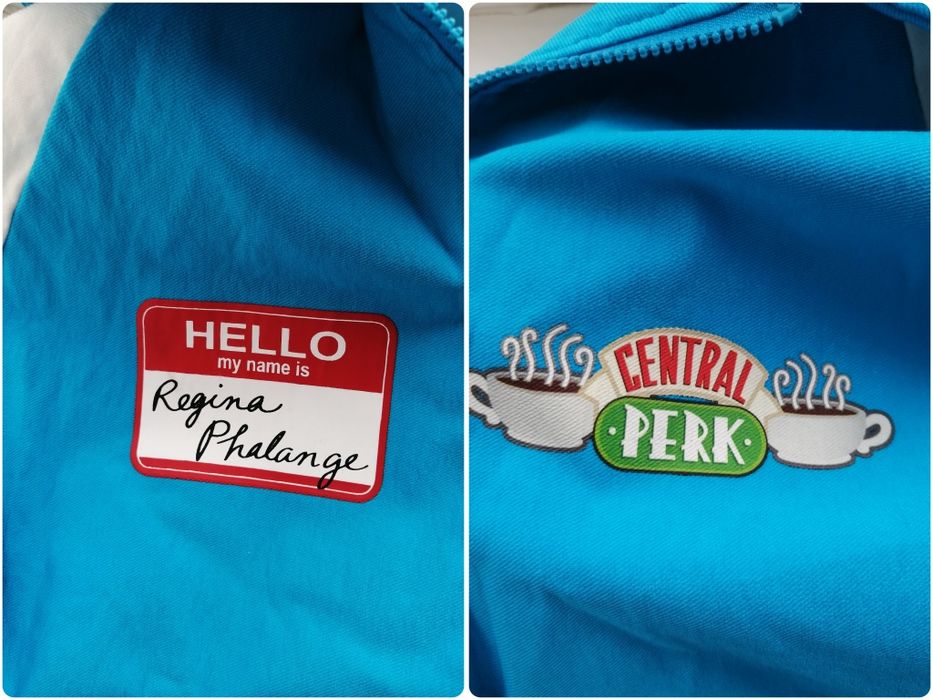 HELLO
my name is
Regina
Phalange
CENTRAL
·PERK·